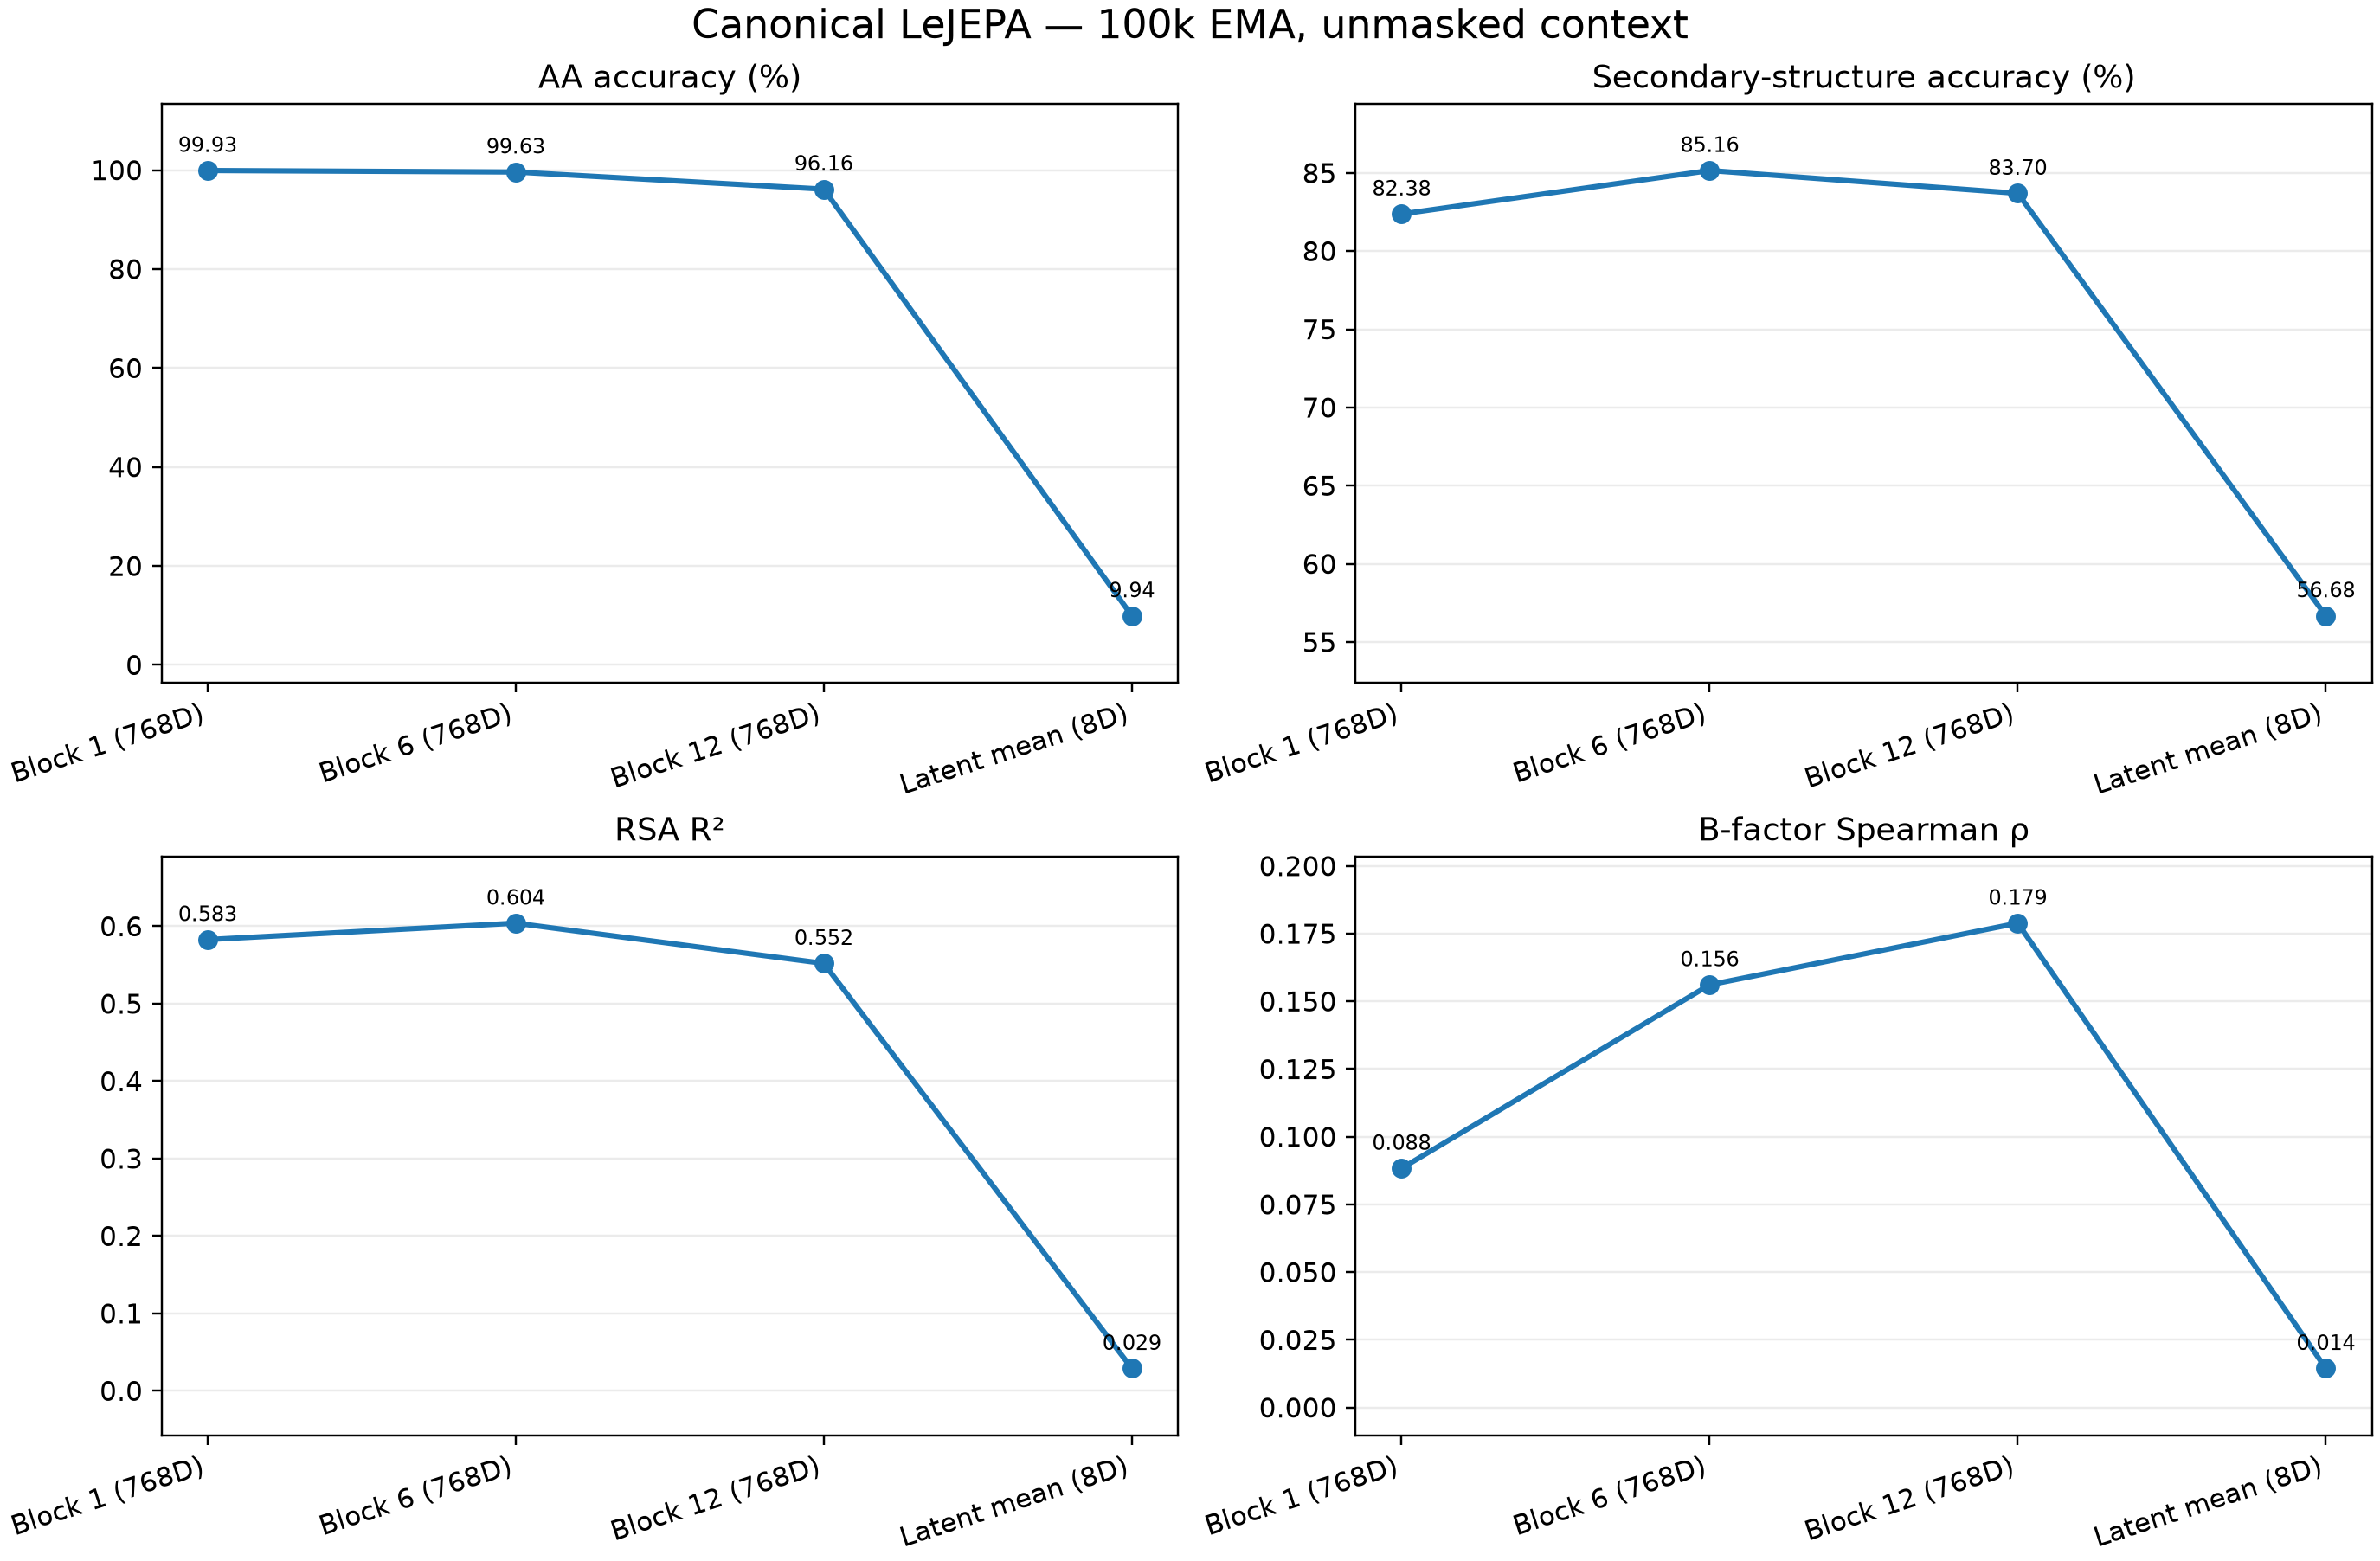 Canonical LeJEPA — 100k EMA, unmasked context
AA accuracy (%)
100
80
60
40
20
0
99.93
99.63
96.16
9.94
Block 1 (768D)
Block 6 (768D)
Block 12 (768D)
Latent mean (8D)
Secondary-structure accuracy (%)
85
80
75
70
65
60
55
82.38
85.16
83.70
56.68
Block 1 (768D)
Block 6 (768D)
Block 12 (768D)
Latent mean (8D)
RSA R²
0.6
0.5
0.4
0.3
0.2
0.1
0.0
0.583
0.604
0.552
0.029
Block 1 (768D)
Block 6 (768D)
Block 12 (768D)
Latent mean (8D)
B-factor Spearman ρ
0.200
0.175
0.150
0.125
0.100
0.075
0.050
0.025
0.000
0.088
0.156
0.179
0.014
Block 1 (768D)
Block 6 (768D)
Block 12 (768D)
Latent mean (8D)